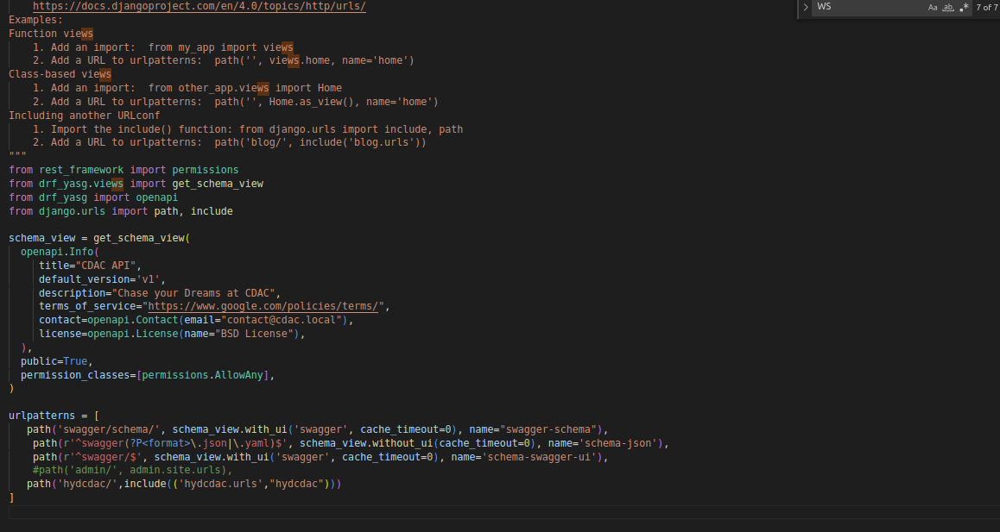 https://docs.djangoproject.com/en/4.0/topics/http/urls/
WS
Aa
ab
.*
7 of 7
Examples:
Function views
    1. Add an import:  from my_app import views
    2. Add a URL to urlpatterns:  path('', views.home, name='home')
Class-based views
    1. Add an import:  from other_app.views import Home
    2. Add a URL to urlpatterns:  path('', Home.as_view(), name='home')
Including another URLconf
    1. Import the include() function: from django.urls import include, path
    2. Add a URL to urlpatterns:  path('blog/', include('blog.urls'))
"""
from rest_framework import permissions
from drf_yasg.views import get_schema_view
from drf_yasg import openapi
from django.urls import path, include

schema_view = get_schema_view(
  openapi.Info(
     title="CDAC API",
     default_version='v1',
     description="Chase your Dreams at CDAC",
     terms_of_service="https://www.google.com/policies/terms/",
     contact=openapi.Contact(email="contact@cdac.local"),
     license=openapi.License(name="BSD License"),
  ),
  public=True,
  permission_classes=[permissions.AllowAny],
)

urlpatterns = [
   path('swagger/schema/', schema_view.with_ui('swagger', cache_timeout=0), name="swagger-schema"),
    path(r'^swagger(?P<format>\.json|\.yaml)$', schema_view.without_ui(cache_timeout=0), name='schema-json'),
    path(r'^swagger/$', schema_view.with_ui('swagger', cache_timeout=0), name='schema-swagger-ui'),
    #path('admin/', admin.site.urls),
   path('hydcdac/',include(('hydcdac.urls',"hydcdac")))
]